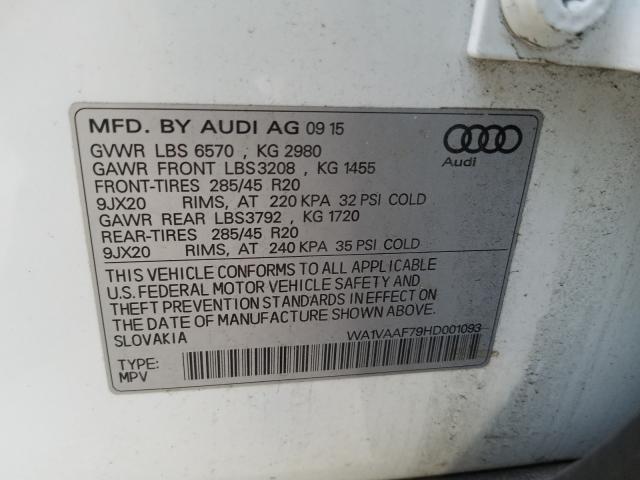 MFD. BY AUDI AG 09 15
GVWR LBS 6570 , KG 2980
GAWR FRONT LBS3208 , KG 1455
FRONT-TIRES 285/45 R20
9JX20 RIMS, AT 220 KPA 32 PSI COLD
GAWR REAR LBS3792 , KG 1720
REAR-TIRES 285/45 R20
9JX20 RIMS, AT 240 KPA 35 PSI COLD
Audi
THIS VEHICLE CONFORMS TO ALL APPLICABLE
U.S. FEDERAL MOTOR VEHICLE SAFETY AND
THEFT PREVENTION STANDARDS IN EFFECT ON
THE DATE OF MANUFACTURE SHOWN ABOVE.
SLOVAKIA
WA1VAAF79HD001093
TYPE:
MPV